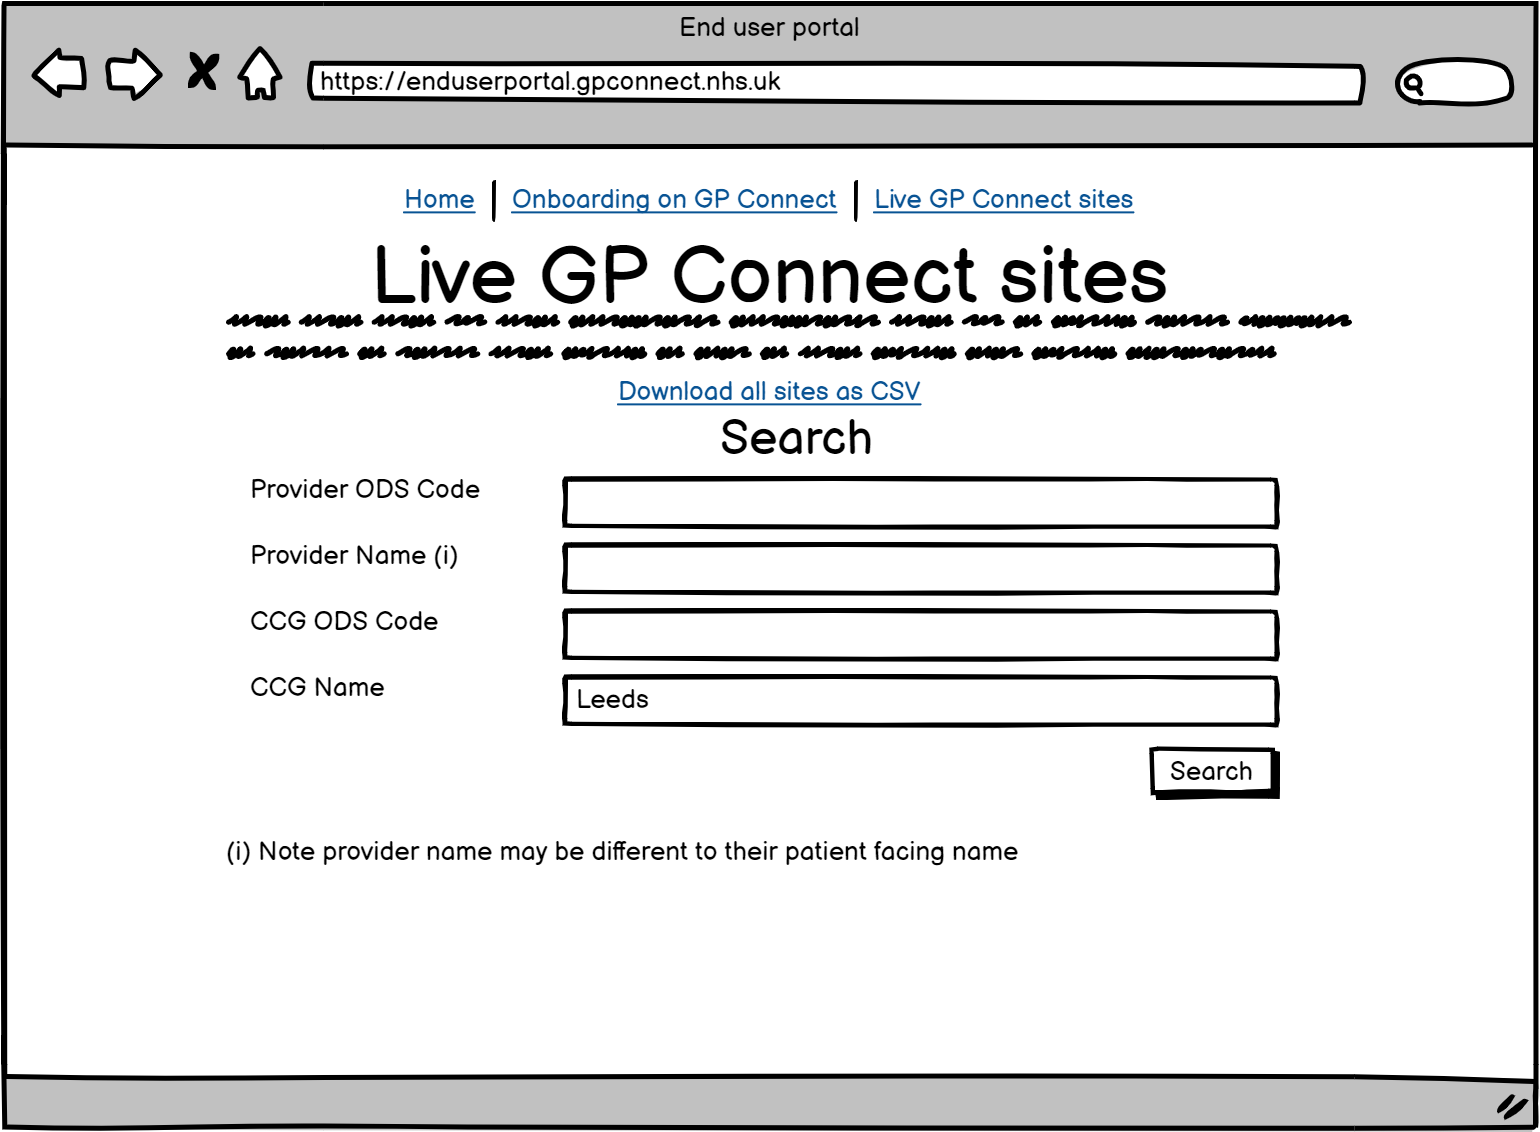 End user portal
https://enduserportal.gpconnect.nhs.uk
Home | Onboarding on GP Connect | Live GP Connect sites
Live GP Connect sites
Download all sites as CSV
Search
Provider ODS Code
Provider Name (i)
CCG ODS Code
CCG Name Leeds
Search
(i) Note provider name may be different to their patient facing name